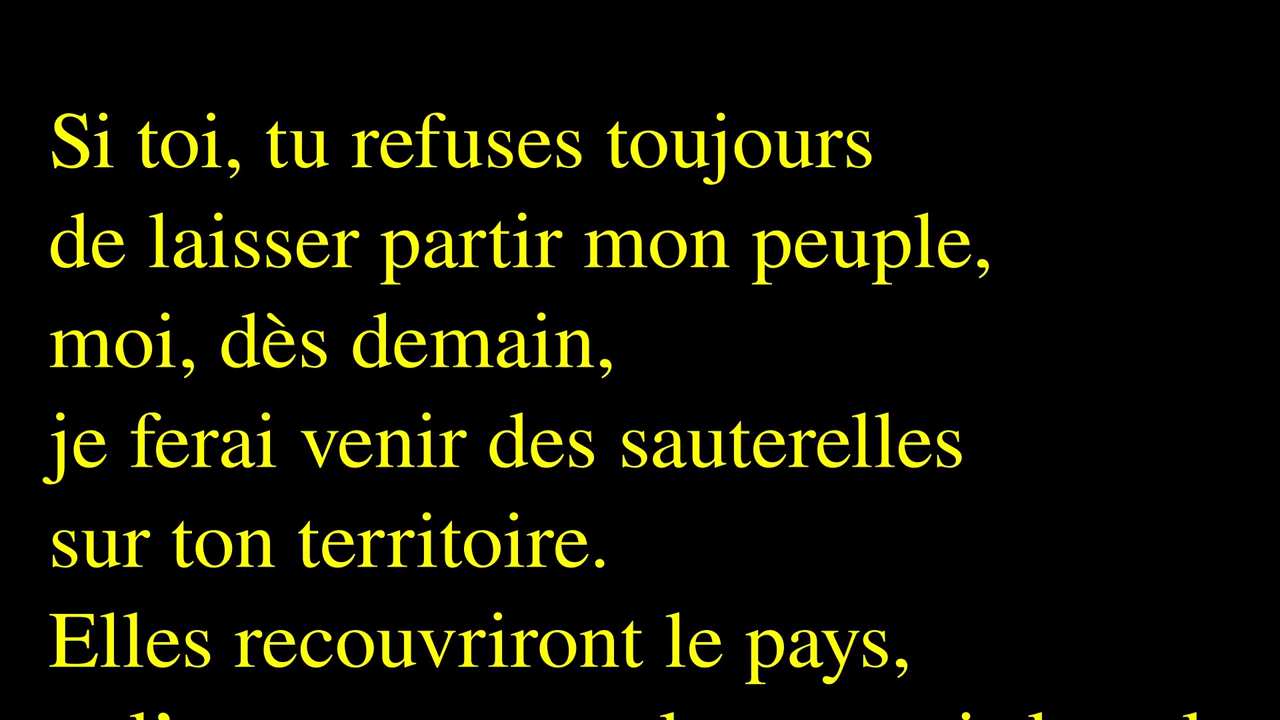 Si toi, tu refuses toujours
de laisser partir mon peuple,
moi, dès demain,
je ferai venir des sauterelles
sur ton territoire.
Elles recouvriront le pays,